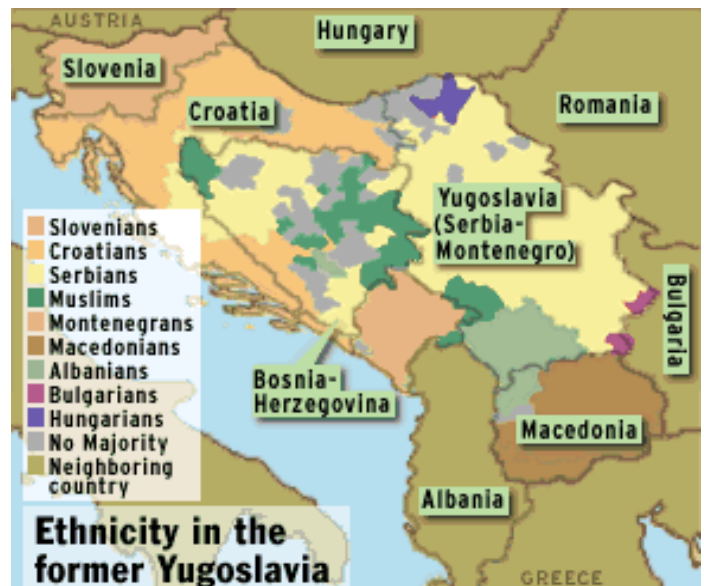 AUSTRIA
Hungary
Slovenia
Romania
Croatia
Yugoslavia
(Serbia-
Montenegro)
Slovenians
Croatians
Serbians
Muslims
Montenegrans
Macedonians
Albanians
Bulgarians
Hungarians
No Majority
Neighboring
country
Bulgaria
Bosnia-
Herzegovina
Macedonia
Albania
Ethnicity in the
former Yugoslavia
GREECE